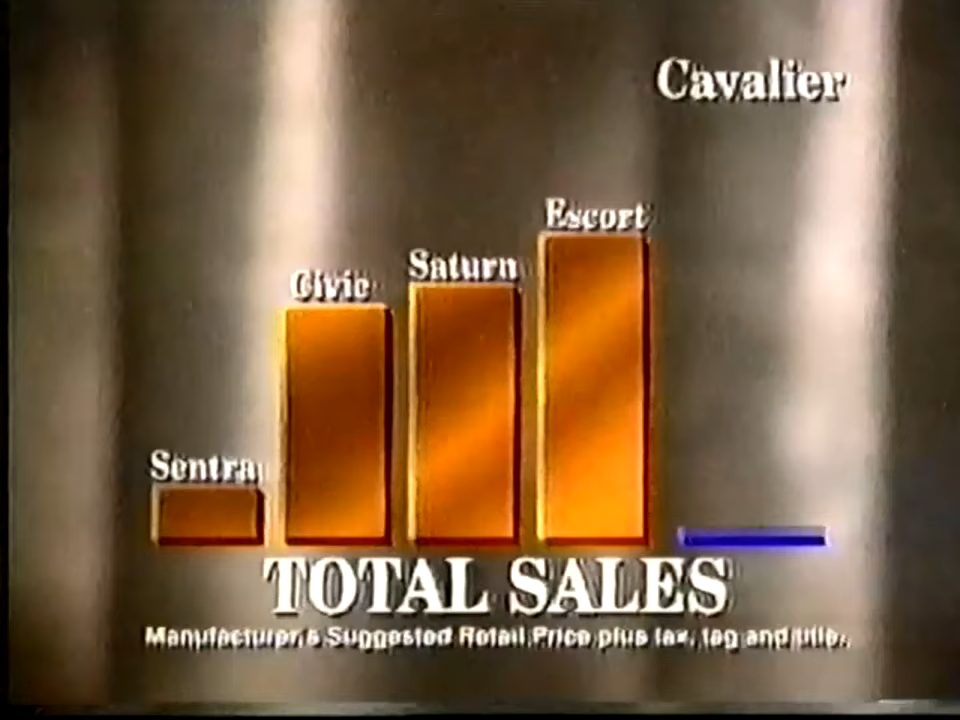 Cavalier
Escort
Saturn
Civic
Sentra
TOTAL SALES
Manufacturer's Suggested Retail Price plus tax, tag and title.